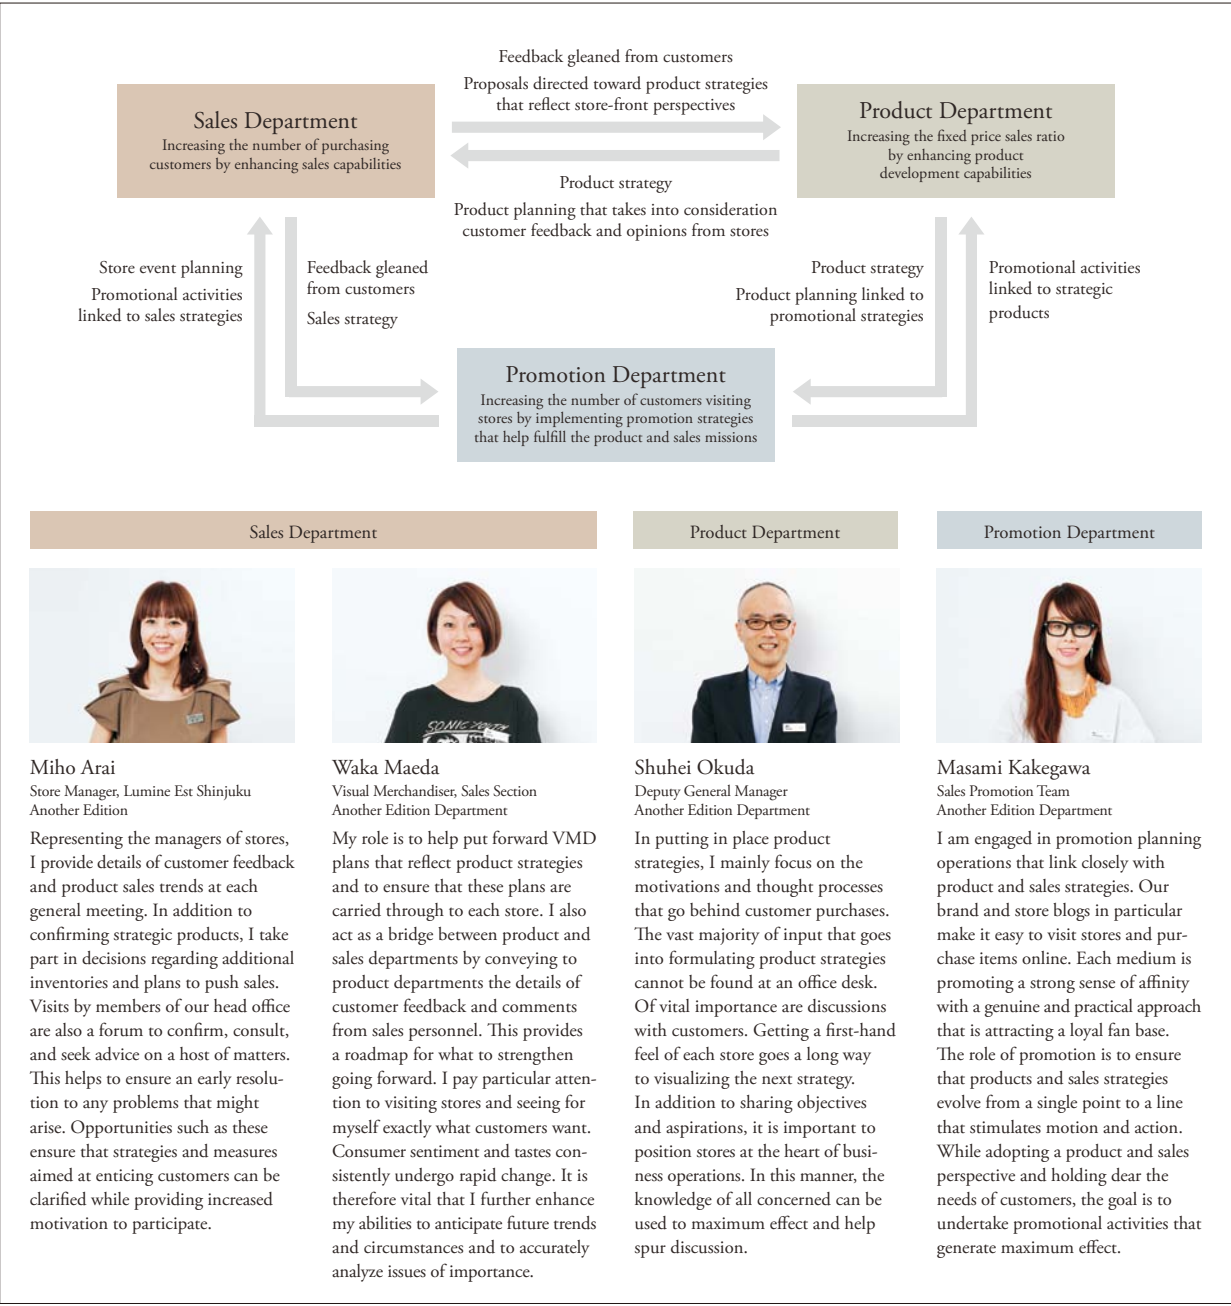 Feedback gleaned from customers
Proposals directed toward product strategies
that reflect store-front perspectives
Sales Department
Increasing the number of purchasing
customers by enhancing sales capabilities
Product Department
Increasing the fixed price sales ratio
by enhancing product
development capabilities
Product strategy
Product planning that takes into consideration
customer feedback and opinions from stores
Store event planning
Promotional activities
linked to sales strategies
Feedback gleaned
from customers
Sales strategy
Product strategy
Product planning linked to
promotional strategies
Promotional activities
linked to strategic
products
Promotion Department
Increasing the number of customers visiting
stores by implementing promotion strategies
that help fulfill the product and sales missions
Sales Department
Product Department
Promotion Department
SONIC YOUTH
Miho Arai
Store Manager, Lumine Est Shinjuku
Another Edition
Representing the managers of stores,
I provide details of customer feedback
and product sales trends at each
general meeting. In addition to
confirming strategic products, I take
part in decisions regarding additional
inventories and plans to push sales.
Visits by members of our head office
are also a forum to confirm, consult,
and seek advice on a host of matters.
This helps to ensure an early resolu-
tion to any problems that might
arise. Opportunities such as these
ensure that strategies and measures
aimed at enticing customers can be
clarified while providing increased
motivation to participate.
Waka Maeda
Visual Merchandiser, Sales Section
Another Edition Department
My role is to help put forward VMD
plans that reflect product strategies
and to ensure that these plans are
carried through to each store. I also
act as a bridge between product and
sales departments by conveying to
product departments the details of
customer feedback and comments
from sales personnel. This provides
a roadmap for what to strengthen
going forward. I pay particular atten-
tion to visiting stores and seeing for
myself exactly what customers want.
Consumer sentiment and tastes con-
sistently undergo rapid change. It is
therefore vital that I further enhance
my abilities to anticipate future trends
and circumstances and to accurately
analyze issues of importance.
Shuhei Okuda
Deputy General Manager
Another Edition Department
In putting in place product
strategies, I mainly focus on the
motivations and thought processes
that go behind customer purchases.
The vast majority of input that goes
into formulating product strategies
cannot be found at an office desk.
Of vital importance are discussions
with customers. Getting a first-hand
feel of each store goes a long way
to visualizing the next strategy.
In addition to sharing objectives
and aspirations, it is important to
position stores at the heart of busi-
ness operations. In this manner, the
knowledge of all concerned can be
used to maximum effect and help
spur discussion.
Masami Kakegawa
Sales Promotion Team
Another Edition Department
I am engaged in promotion planning
operations that link closely with
product and sales strategies. Our
brand and store blogs in particular
make it easy to visit stores and pur-
chase items online. Each medium is
promoting a strong sense of affinity
with a genuine and practical approach
that is attracting a loyal fan base.
The role of promotion is to ensure
that products and sales strategies
evolve from a single point to a line
that stimulates motion and action.
While adopting a product and sales
perspective and holding dear the
needs of customers, the goal is to
undertake promotional activities that
generate maximum effect.